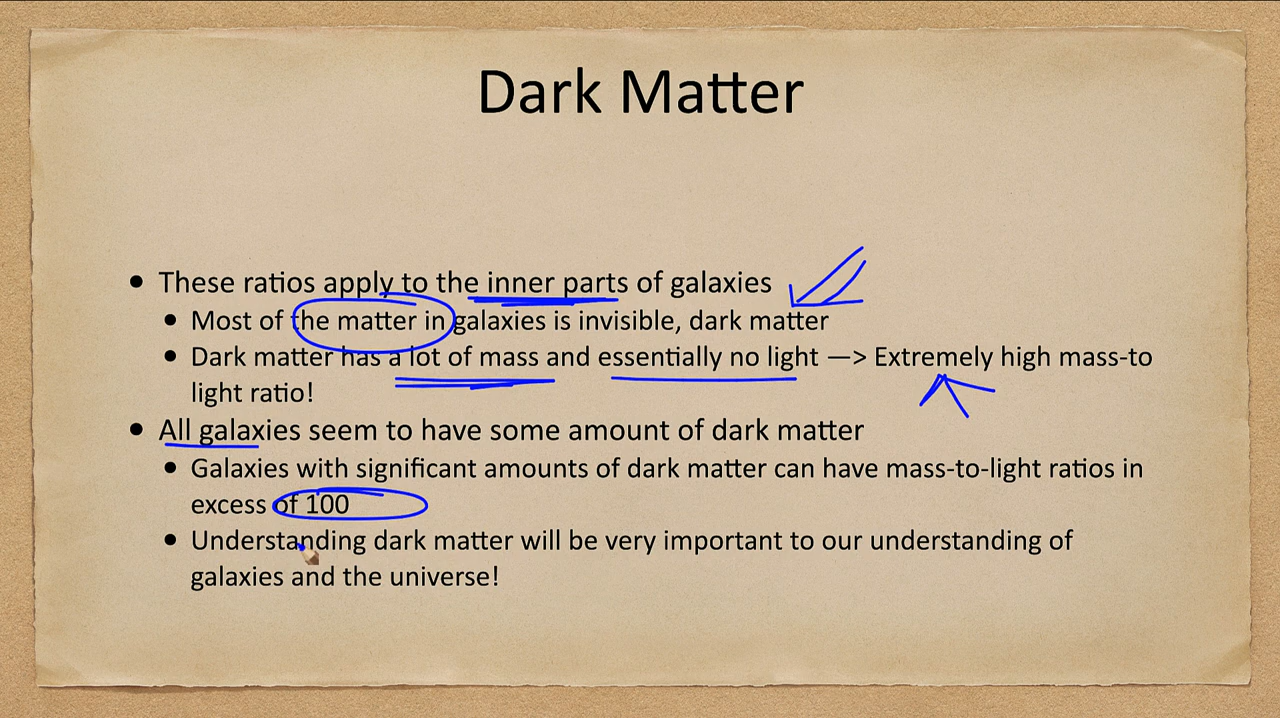 Dark Matter
• These ratios apply to the inner parts of galaxies
• Most of the matter in galaxies is invisible, dark matter
• Dark matter has a lot of mass and essentially no light —> Extremely high mass-to
light ratio!
• All galaxies seem to have some amount of dark matter
• Galaxies with significant amounts of dark matter can have mass-to-light ratios in
excess of 100
• Understanding dark matter will be very important to our understanding of
galaxies and the universe!